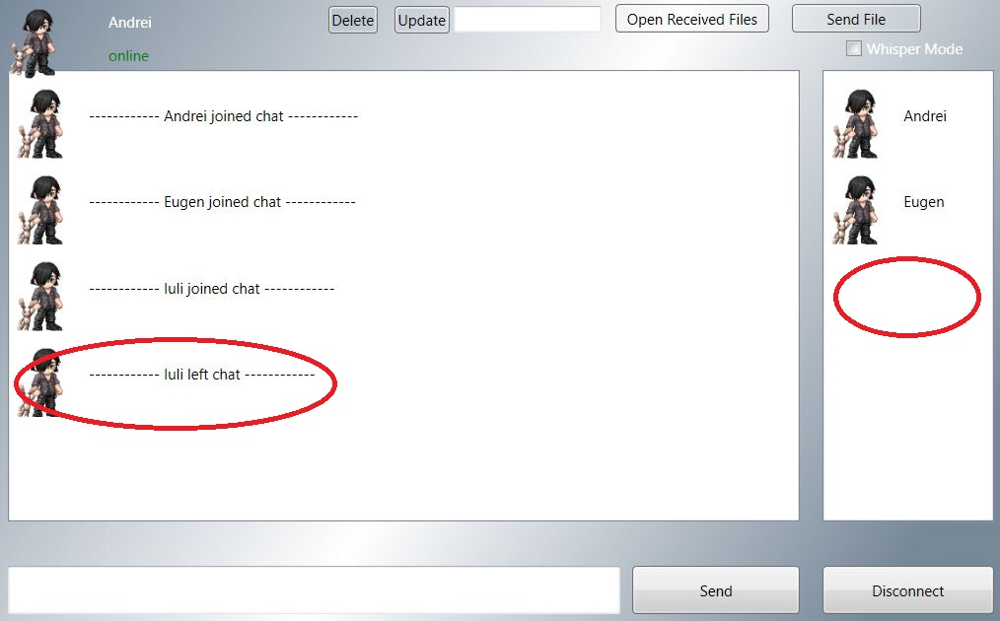 Andrei
online
Delete
Update
Open Received Files
Send File
Whisper Mode
------------ Andrei joined chat ------------
------------ Eugen joined chat ------------
------------ Iuli joined chat ------------
------------ Iuli left chat ------------
Andrei
Eugen
Send
Disconnect